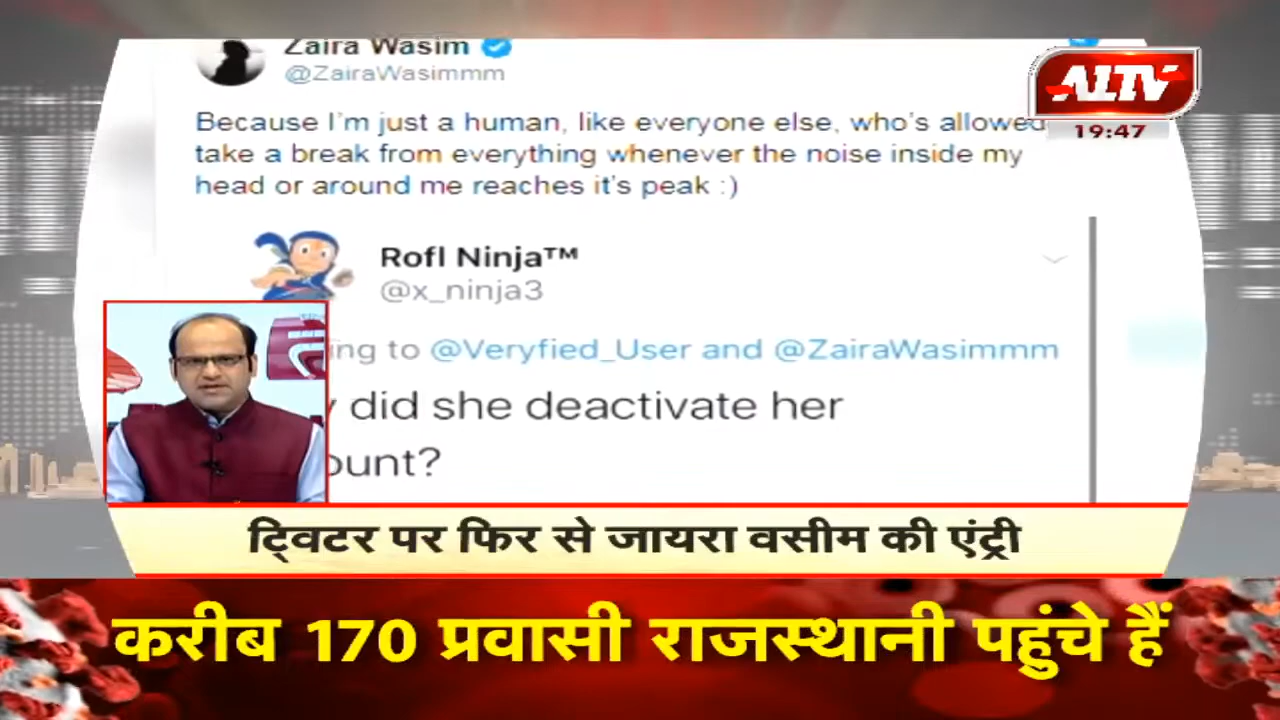 Zaira Wasim
@ZairaWasimmm
ALTV
19:47
Because I'm just a human, like everyone else, who's allowed
take a break from everything whenever the noise inside my
head or around me reaches it's peak :)
Rofl Ninja™
@x_ninja3
ing to @Veryfied_User and @ZairaWasimmm
did she deactivate her
ount?
ट्विटर पर फिर से जायरा वसीम की एंट्री
करीब 170 प्रवासी राजस्थानी पहुंचे हैं